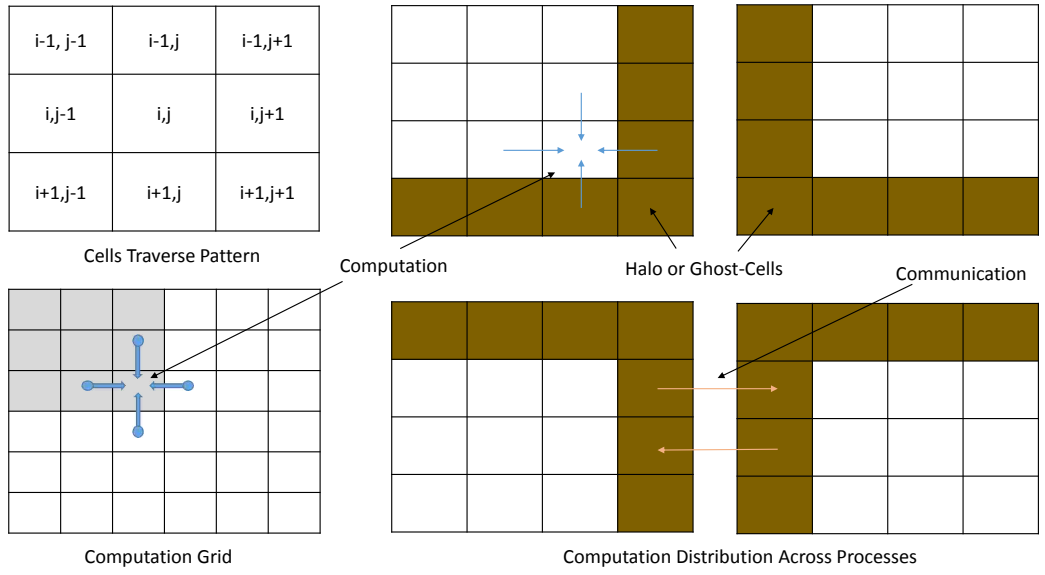 i-1, j-1
i-1,j
i-1,j+1
i,j-1
i,j
i,j+1
i+1,j-1
i+1,j
i+1,j+1
Cells Traverse Pattern
Computation
Halo or Ghost-Cells
Communication
Computation Grid
Computation Distribution Across Processes